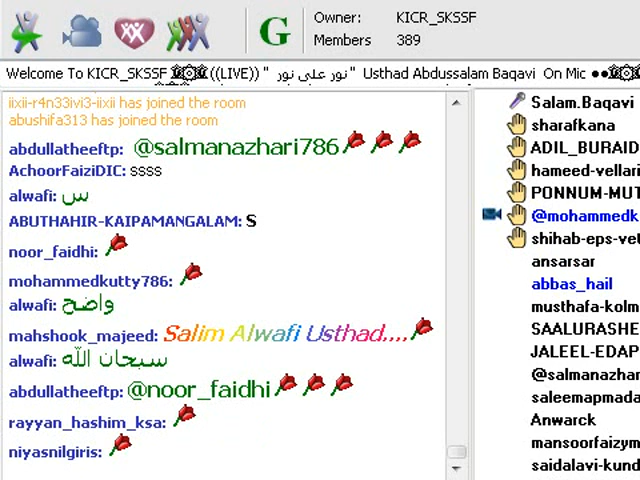 G
Owner: KICR_SKSSF
Members 389
Welcome To KICR_SKSSF ((LIVE)) " نور على نور " Usthad Abdussalam Baqavi On Mic ●●
iixii-r4n33ivi3-iixii has joined the room
abushifa313 has joined the room
abdullatheeftp: @salmanazhari786
AchoorFaiziDIC: ssss
alwafi: س
ABUTHAHIR-KAIPAMANGALAM: S
noor_faidhi:
mohammedkutty786:
alwafi: واضح
mahshook_majeed: Salim Alwafi Usthad....
alwafi: سبحان الله
abdullatheeftp: @noor_faidhi
rayyan_hashim_ksa:
niyasnilgiris:
Salam.Baqavi
sharafkana
ADIL_BURAID
hameed-vellari
PONNUM-MUT
@mohammedk
shihab-eps-vet
ansarsar
abbas_hail
musthafa-kolm
SAALURASHE
JALEEL-EDAP
@salmanazhar
saleemapmada
Anwarck
mansoorfaizym
saidalavi-kund